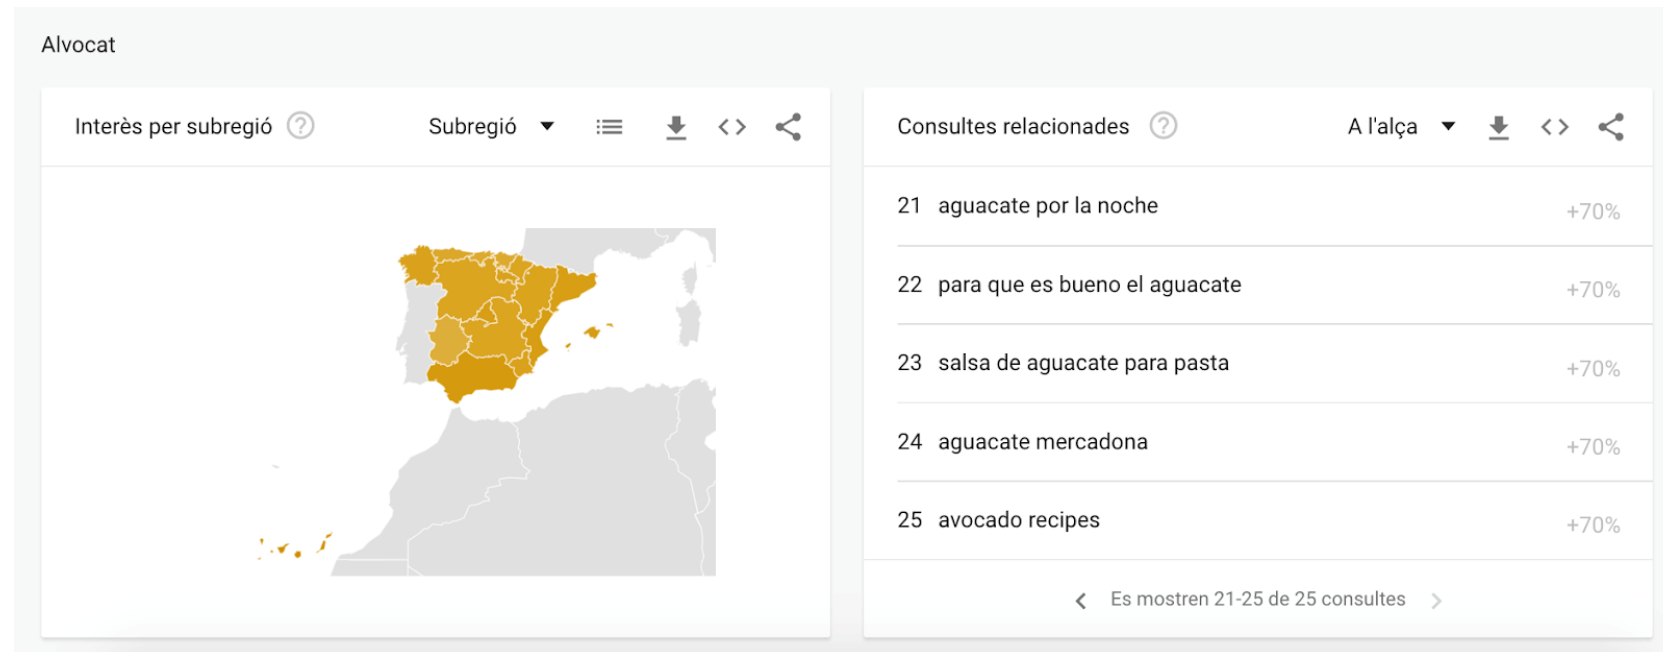 Alvocat
Interès per subregió ? Subregió
Consultes relacionades ? A l'alça
21 aguacate por la noche +70%
22 para que es bueno el aguacate +70%
23 salsa de aguacate para pasta +70%
24 aguacate mercadona +70%
25 avocado recipes +70%
Es mostren 21-25 de 25 consultes